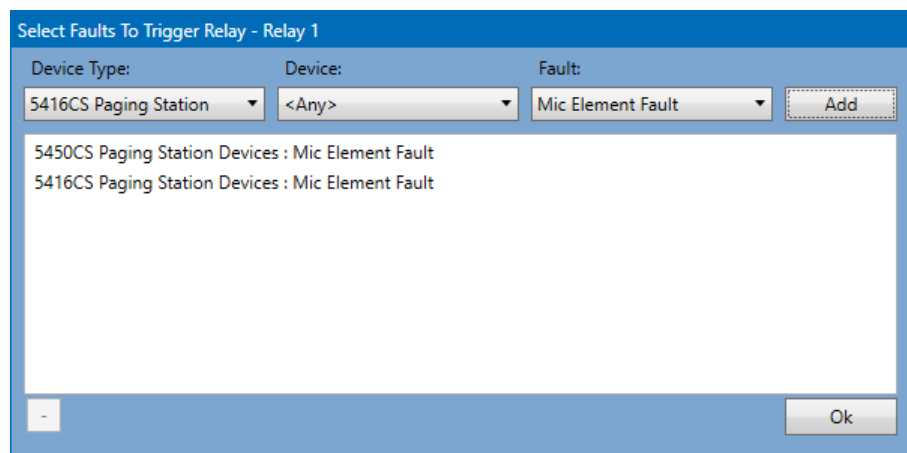 Select Faults To Trigger Relay - Relay 1
Device Type: Device: Fault:
5416CS Paging Station <Any> Mic Element Fault Add
5450CS Paging Station Devices : Mic Element Fault
5416CS Paging Station Devices : Mic Element Fault
- Ok